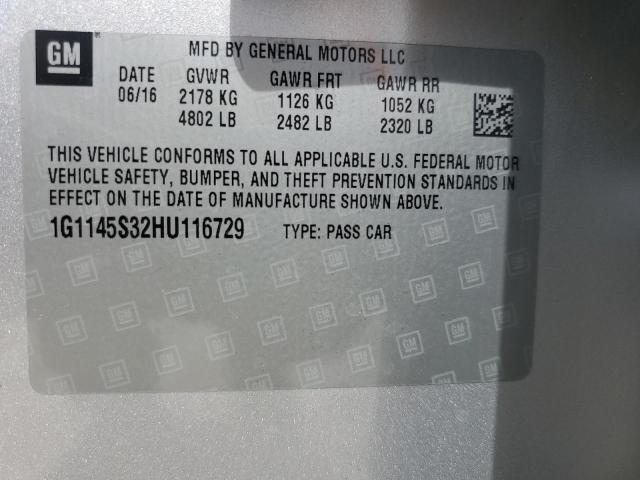 GM
MFD BY GENERAL MOTORS LLC
DATE GVWR GAWR FRT GAWR RR
06/16 2178 KG 1126 KG 1052 KG
4802 LB 2482 LB 2320 LB
THIS VEHICLE CONFORMS TO ALL APPLICABLE U.S. FEDERAL MOTOR
VEHICLE SAFETY, BUMPER, AND THEFT PREVENTION STANDARDS IN
EFFECT ON THE DATE OF MANUFACTURE SHOWN ABOVE.
1G1145S32HU116729 TYPE: PASS CAR